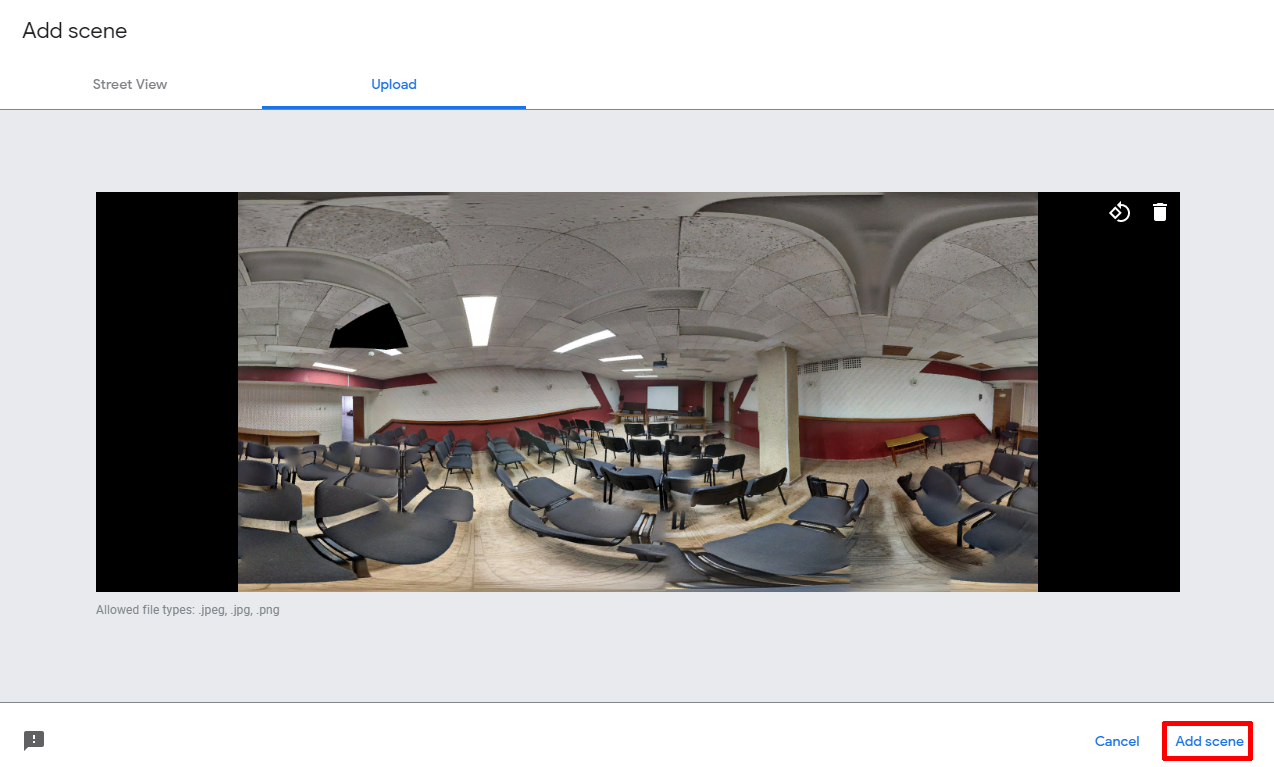 Add scene
Street View
Upload
Allowed file types: .jpeg, .jpg, .png
Cancel
Add scene